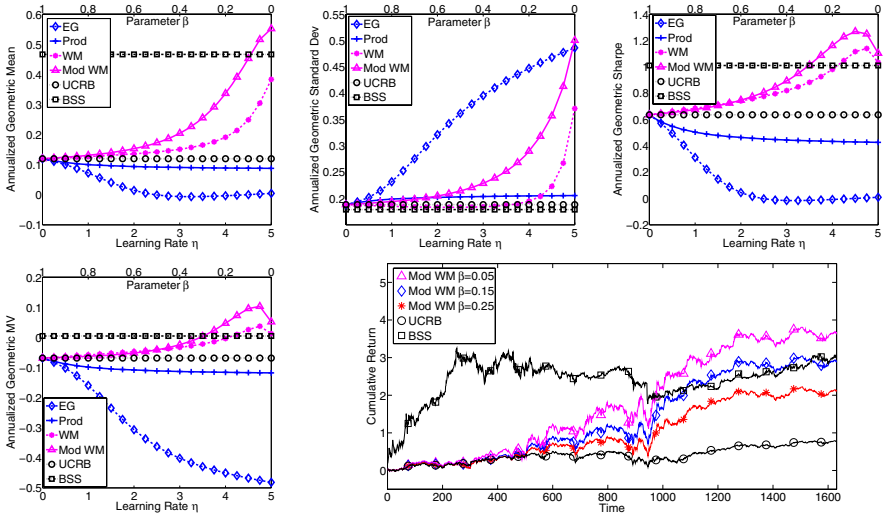 1 0.8 0.6 0.4 0.2 0
Parameter β
Annualized Geometric Mean
0.6
0.5
0.4
0.3
0.2
0.1
0
−0.1
EG
Prod
WM
Mod WM
UCRB
BSS
0 1 2 3 4 5
Learning Rate η
1 0.8 0.6 0.4 0.2 0
Parameter β
Annualized Geometric Standard Dev
0.55
0.5
0.45
0.4
0.35
0.3
0.25
0.2
EG
Prod
WM
Mod WM
UCRB
BSS
0 1 2 3 4 5
Learning Rate η
1 0.8 0.6 0.4 0.2 0
Parameter β
Annualized Geometric Sharpe
1.4
1.2
1
0.8
0.6
0.4
0.2
0
−0.2
EG
Prod
WM
Mod WM
UCRB
BSS
0 1 2 3 4 5
Learning Rate η
1 0.8 0.6 0.4 0.2 0
Parameter β
Annualized Geometric MV
0.2
0.1
0
−0.1
−0.2
−0.3
−0.4
−0.5
EG
Prod
WM
Mod WM
UCRB
BSS
0 1 2 3 4 5
Learning Rate η
Cumulative Return
5
4
3
2
1
0
Mod WM β=0.05
Mod WM β=0.15
Mod WM β=0.25
UCRB
BSS
0 200 400 600 800 1000 1200 1400 1600
Time